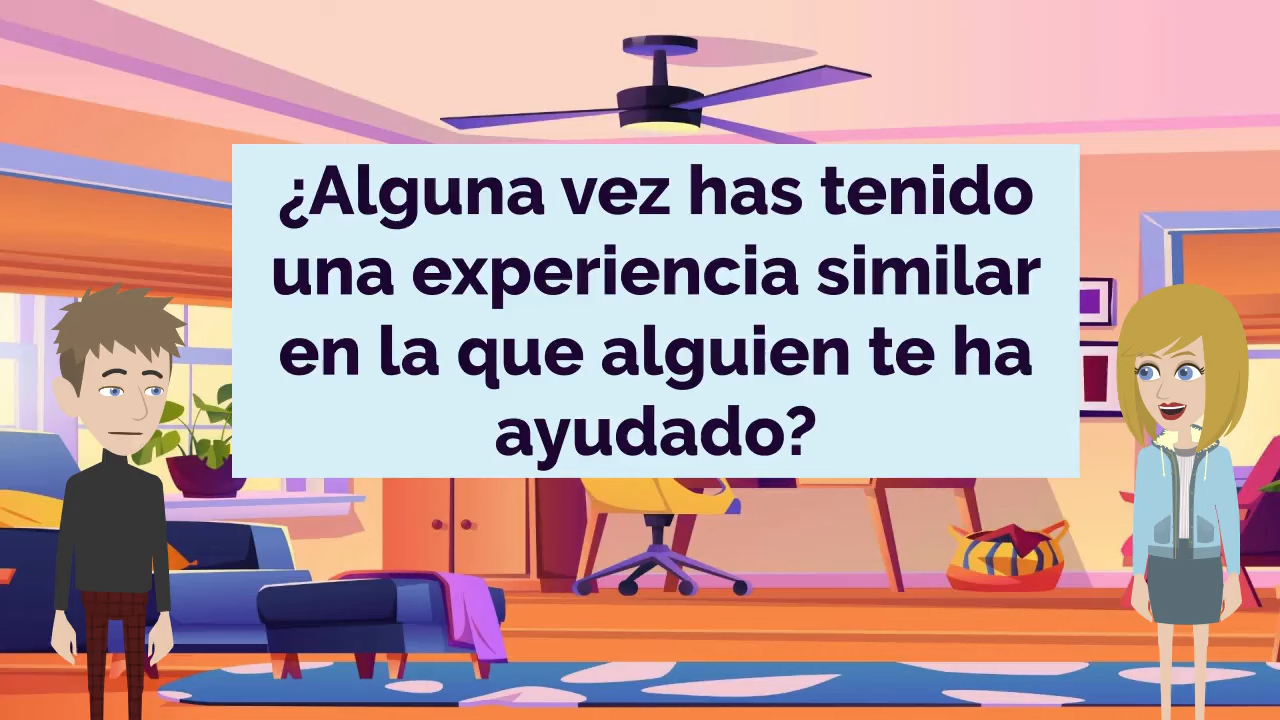 ¿Alguna vez has tenido
una experiencia similar
en la que alguien te ha
ayudado?